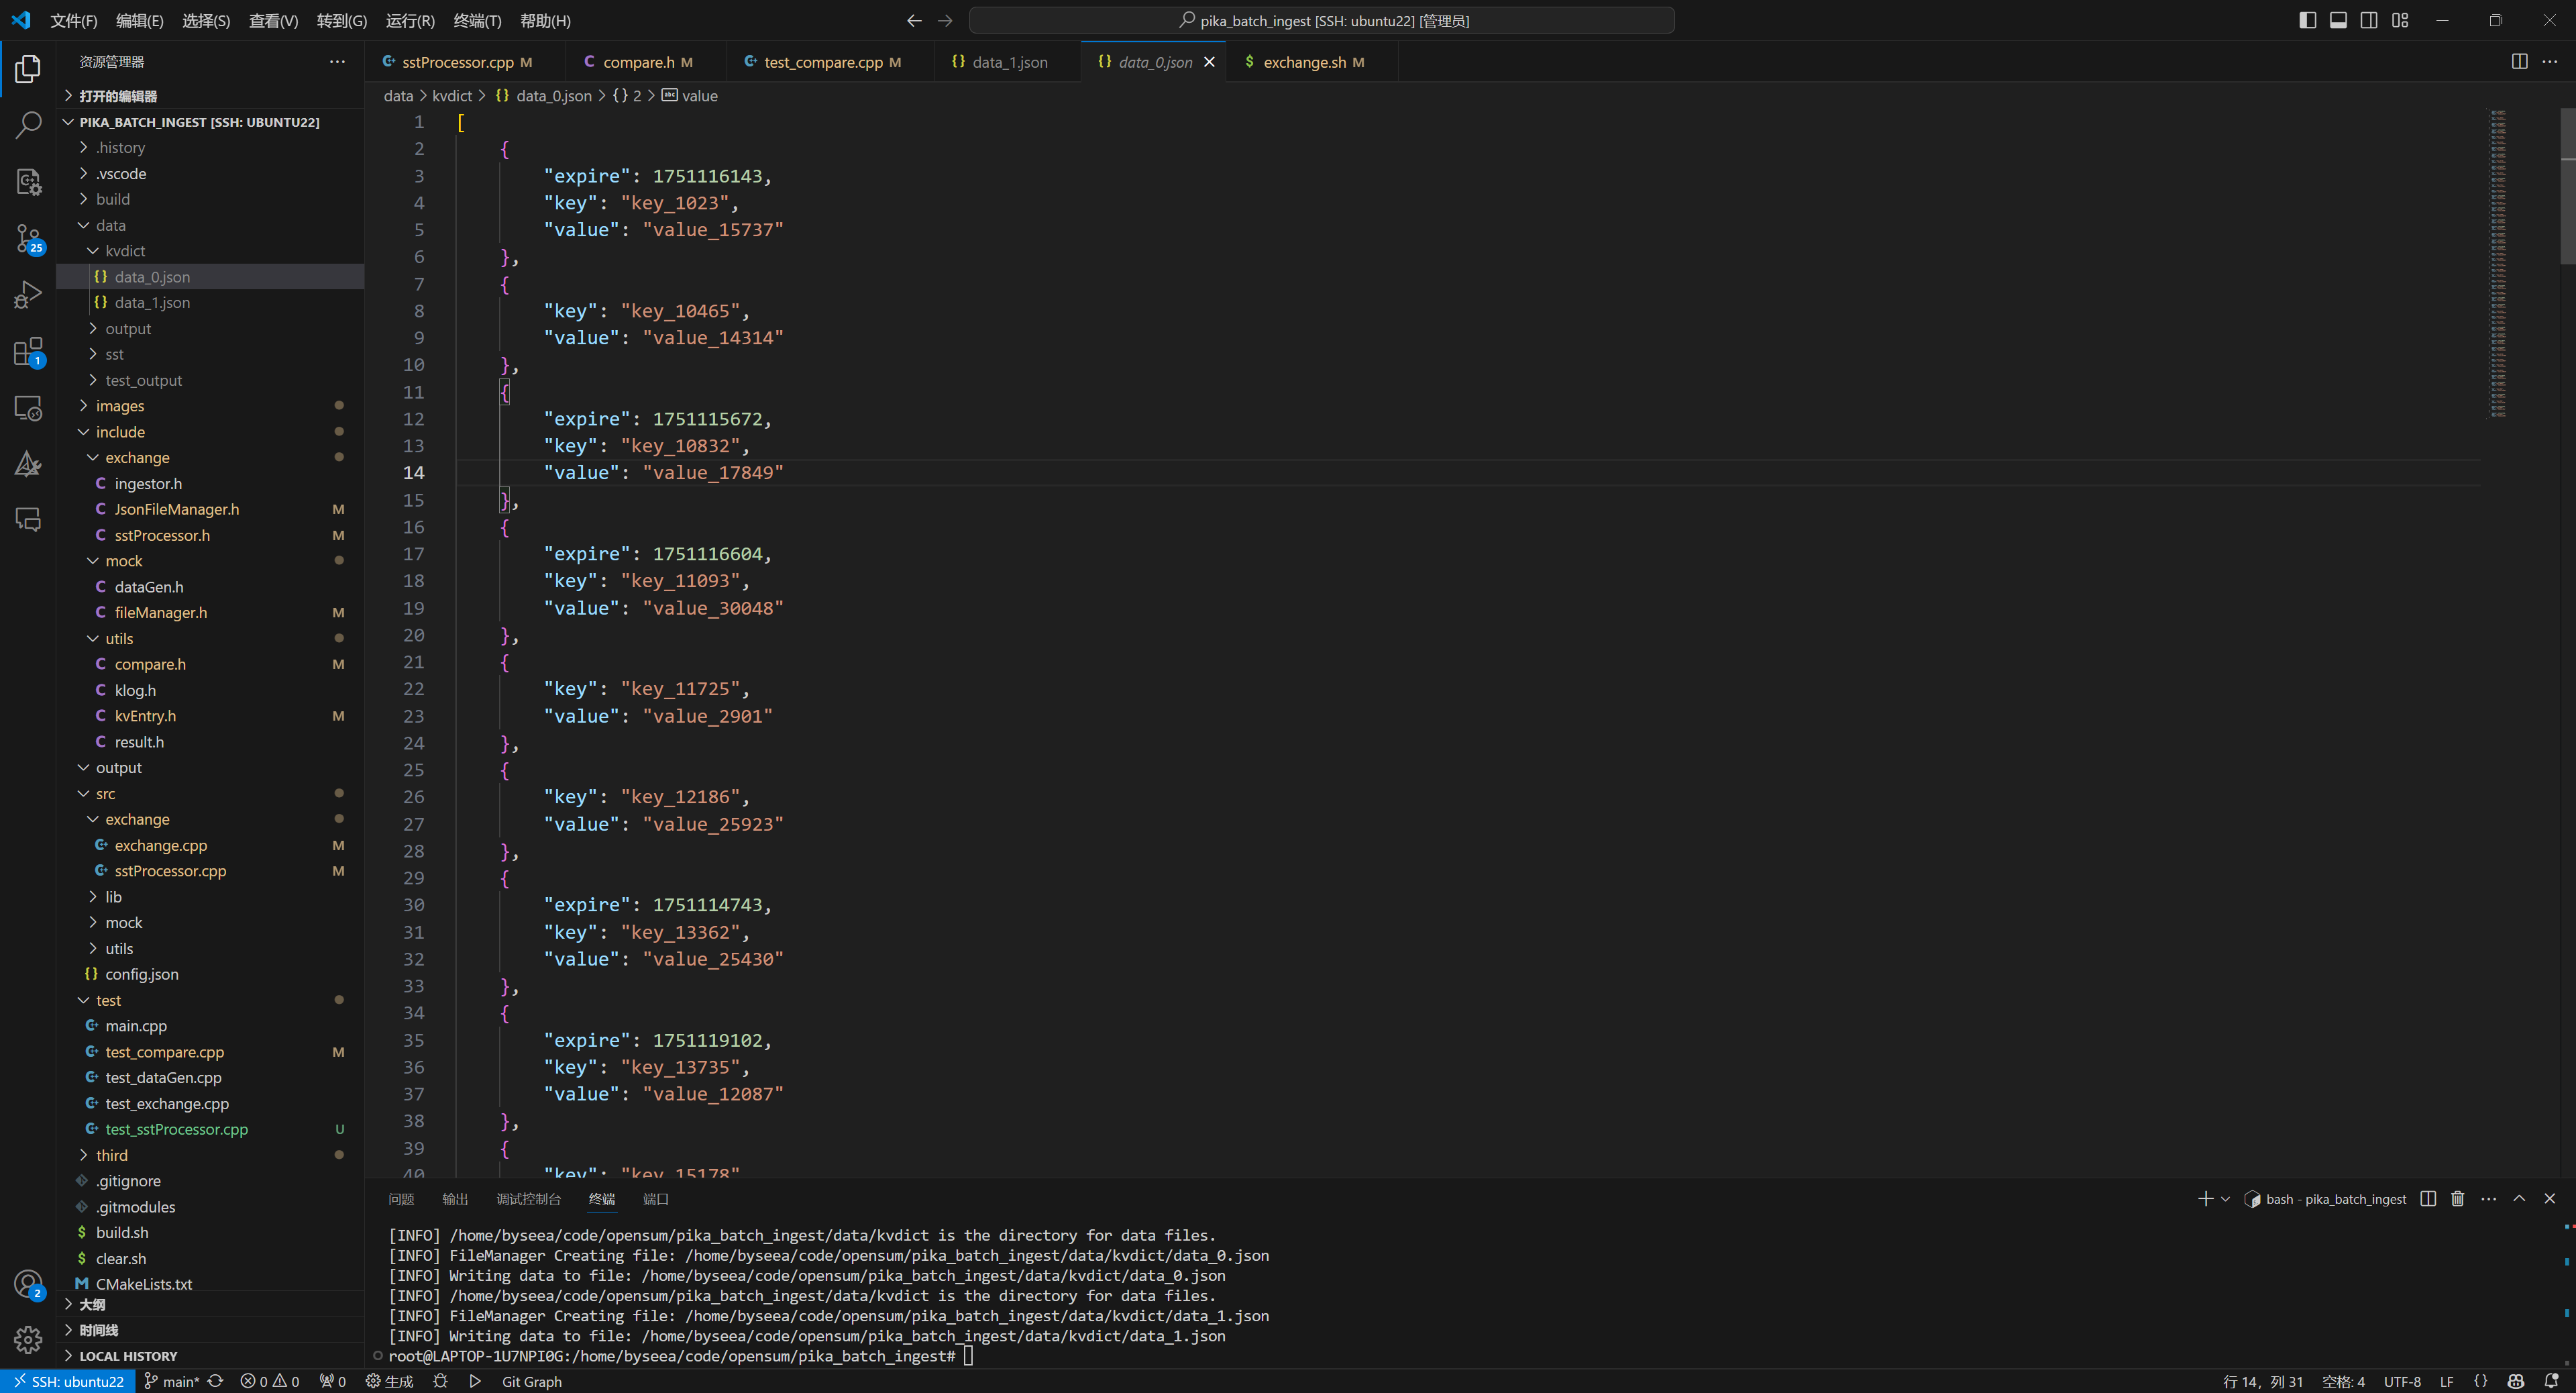 文件(F) 编辑(E) 选择(S) 查看(V) 转到(G) 运行(R) 终端(T) 帮助(H)
pika_batch_ingest [SSH: ubuntu22] [管理员]
资源管理器
打开的编辑器
PIKA_BATCH_INGEST [SSH: UBUNTU22]
.history
.vscode
build
data
kvdict
data_0.json
data_1.json
output
sst
test_output
images
include
exchange
ingestor.h
JsonFileManager.h M
sstProcessor.h M
mock
dataGen.h
fileManager.h M
utils
compare.h M
klog.h
kvEntry.h M
result.h
output
src
exchange
exchange.cpp M
sstProcessor.cpp M
lib
mock
utils
config.json
test
main.cpp
test_compare.cpp M
test_dataGen.cpp
test_exchange.cpp
test_sstProcessor.cpp U
third
.gitignore
.gitmodules
build.sh
clear.sh
CMakeLists.txt
大纲
时间线
LOCAL HISTORY
25
1
2
sstProcessor.cpp M compare.h M test_compare.cpp M data_1.json data_0.json exchange.sh M
data > kvdict > {} data_0.json > {} 2 > value
1 [
2 {
3 "expire": 1751116143,
4 "key": "key_1023",
5 "value": "value_15737"
6 },
7 {
8 "key": "key_10465",
9 "value": "value_14314"
10 },
11 {
12 "expire": 1751115672,
13 "key": "key_10832",
14 "value": "value_17849"
15 },
16 {
17 "expire": 1751116604,
18 "key": "key_11093",
19 "value": "value_30048"
20 },
21 {
22 "key": "key_11725",
23 "value": "value_2901"
24 },
25 {
26 "key": "key_12186",
27 "value": "value_25923"
28 },
29 {
30 "expire": 1751114743,
31 "key": "key_13362",
32 "value": "value_25430"
33 },
34 {
35 "expire": 1751119102,
36 "key": "key_13735",
37 "value": "value_12087"
38 },
39 {
40 "key": "key_15178",
问题 输出 调试控制台 终端 端口
bash - pika_batch_ingest
[INFO] /home/byseea/code/opensum/pika_batch_ingest/data/kvdict is the directory for data files.
[INFO] FileManager Creating file: /home/byseea/code/opensum/pika_batch_ingest/data/kvdict/data_0.json
[INFO] Writing data to file: /home/byseea/code/opensum/pika_batch_ingest/data/kvdict/data_0.json
[INFO] /home/byseea/code/opensum/pika_batch_ingest/data/kvdict is the directory for data files.
[INFO] FileManager Creating file: /home/byseea/code/opensum/pika_batch_ingest/data/kvdict/data_1.json
[INFO] Writing data to file: /home/byseea/code/opensum/pika_batch_ingest/data/kvdict/data_1.json
root@LAPTOP-1U7NPI0G:/home/byseea/code/opensum/pika_batch_ingest#
SSH: ubuntu22 main* 0 0 0 生成 Git Graph 行 14，列 31 空格: 4 UTF-8 LF {}